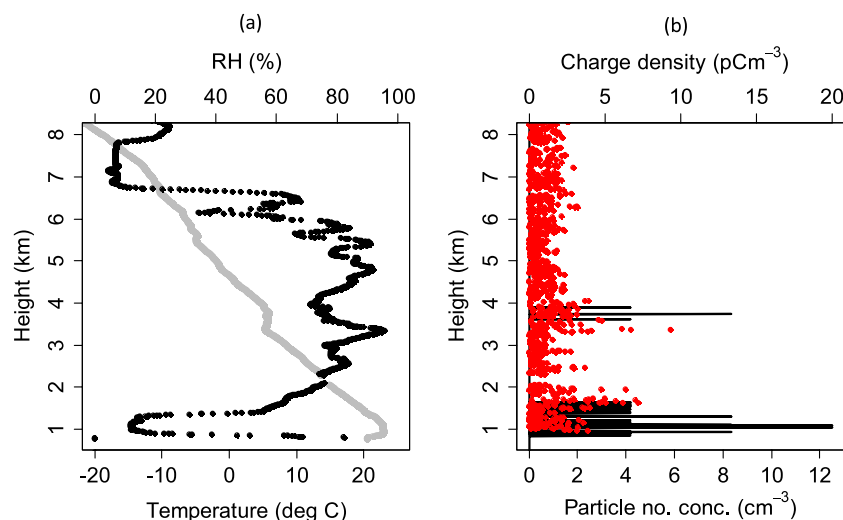 (a)
RH (%)
0 20 40 60 80 100
Height (km)
8
7
6
5
4
3
2
1
-20 -10 0 10 20
Temperature (deg C)
(b)
Charge density (pCm−3)
0 5 10 15 20
Height (km)
8
7
6
5
4
3
2
1
0 2 4 6 8 10 12
Particle no. conc. (cm−3)